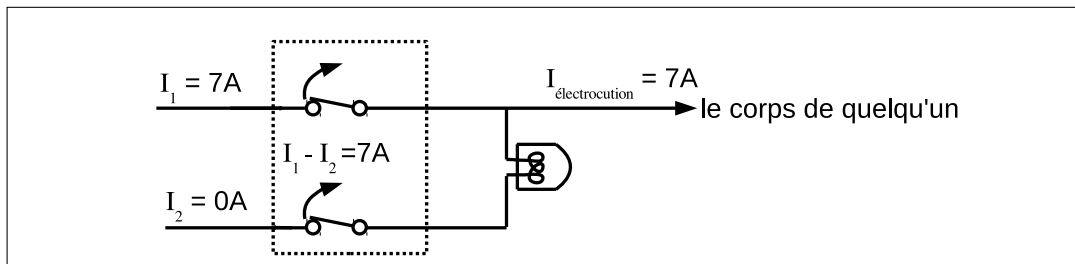 I1 = 7A
Iélectrocution = 7A
le corps de quelqu'un
I1 - I2 =7A
I2 = 0A